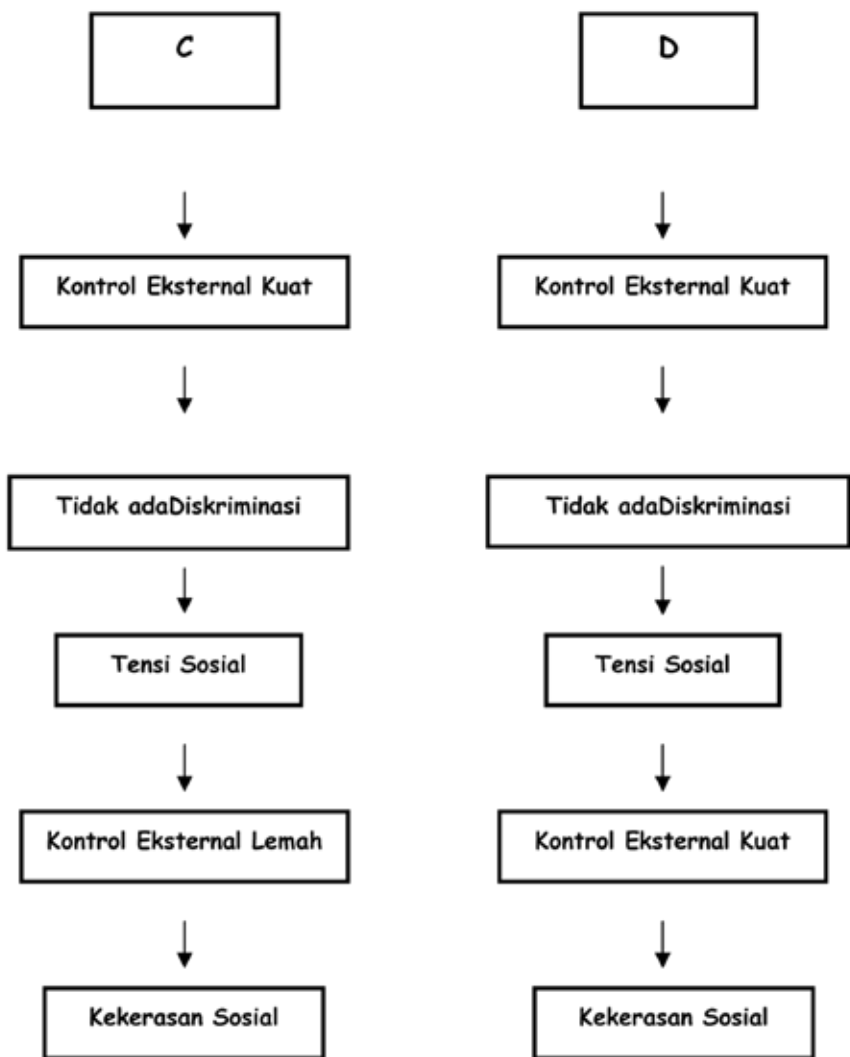 C
Kontrol Eksternal Kuat
Tidak adaDiskriminasi
Tensi Sosial
Kontrol Eksternal Lemah
Kekerasan Sosial
D
Kontrol Eksternal Kuat
Tidak adaDiskriminasi
Tensi Sosial
Kontrol Eksternal Kuat
Kekerasan Sosial